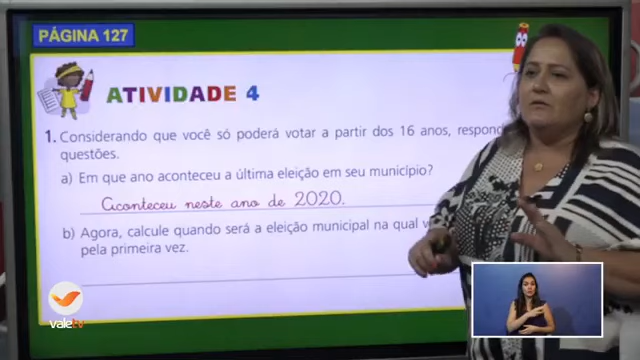 PÁGINA 127
ATIVIDADE 4
1. Considerando que você só poderá votar a partir dos 16 anos,
questões.
a) Em que ano aconteceu a última eleição em seu município?
Aconteceu neste ano de 2020.
b) Agora, calcule quando será a eleição municipal na qual
pela primeira vez.
valetv